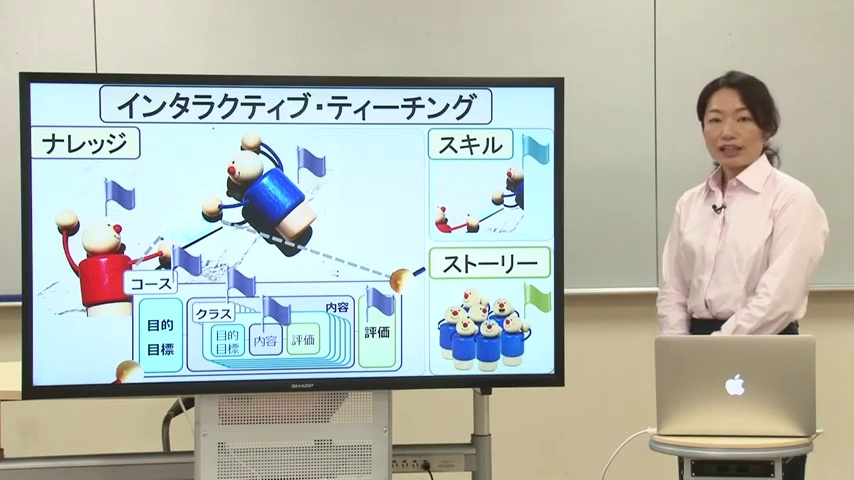 インタラクティブ・ティーチング
ナレッジ
スキル
ストーリー
コース
目的
目標
クラス
内容
目的
目標
内容
評価
評価
SHARP